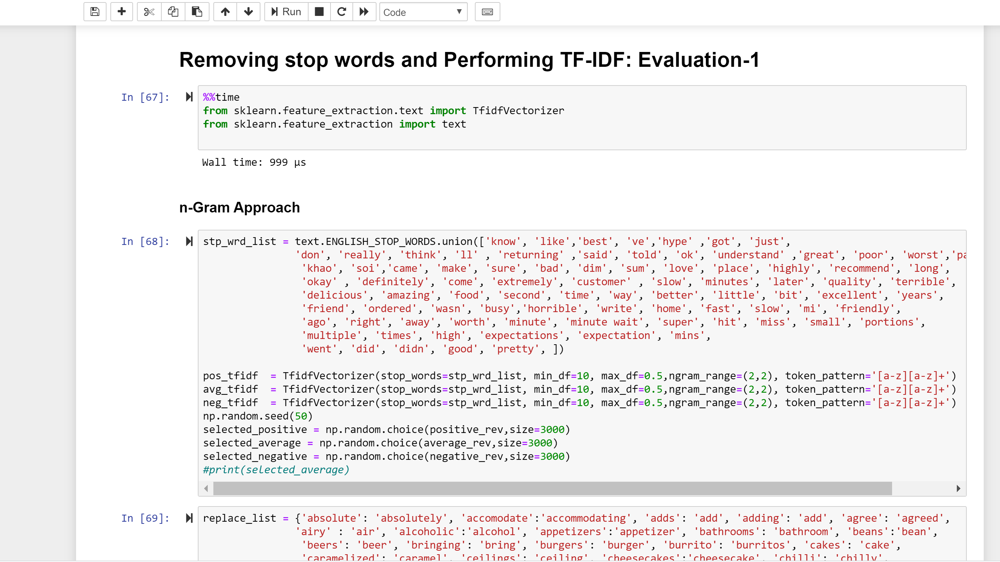 Run Code
Removing stop words and Performing TF-IDF: Evaluation-1
In [67]: %%time
from sklearn.feature_extraction.text import TfidfVectorizer
from sklearn.feature_extraction import text
Wall time: 999 µs
n-Gram Approach
In [68]: stp_wrd_list = text.ENGLISH_STOP_WORDS.union(['know', 'like','best', 've','hype' ,'got', 'just',
'don', 'really', 'think', 'll' , 'returning' ,'said', 'told', 'ok', 'understand' ,'great', 'poor', 'worst','pa
'khao', 'soi','came', 'make', 'sure', 'bad', 'dim', 'sum', 'love', 'place', 'highly', 'recommend', 'long',
'okay' , 'definitely', 'come', 'extremely', 'customer' , 'slow', 'minutes', 'later', 'quality', 'terrible',
'delicious', 'amazing', 'food', 'second', 'time', 'way', 'better', 'little', 'bit', 'excellent', 'years',
'friend', 'ordered', 'wasn', 'busy','horrible', 'write', 'home', 'fast', 'slow', 'mi', 'friendly',
'ago', 'right', 'away', 'worth', 'minute', 'minute wait', 'super', 'hit', 'miss', 'small', 'portions',
'multiple', 'times', 'high', 'expectations', 'expectation', 'mins',
'went', 'did', 'didn', 'good', 'pretty', ])
pos_tfidf  = TfidfVectorizer(stop_words=stp_wrd_list, min_df=10, max_df=0.5,ngram_range=(2,2), token_pattern='[a-z][a-z]+')
avg_tfidf  = TfidfVectorizer(stop_words=stp_wrd_list, min_df=10, max_df=0.5,ngram_range=(2,2), token_pattern='[a-z][a-z]+')
neg_tfidf  = TfidfVectorizer(stop_words=stp_wrd_list, min_df=10, max_df=0.5,ngram_range=(2,2), token_pattern='[a-z][a-z]+')
np.random.seed(50)
selected_positive = np.random.choice(positive_rev,size=3000)
selected_average = np.random.choice(average_rev,size=3000)
selected_negative = np.random.choice(negative_rev,size=3000)
#print(selected_average)
In [69]: replace_list = {'absolute': 'absolutely', 'accomodate':'accommodating', 'adds': 'add', 'adding': 'add', 'agree': 'agreed',
'airy' : 'air', 'alcoholic':'alcohol', 'appetizers':'appetizer', 'bathrooms': 'bathroom', 'beans':'bean',
'beers': 'beer', 'bringing': 'bring', 'burgers': 'burger', 'burrito': 'burritos', 'cakes': 'cake',
'caramelized': 'caramel', 'ceilings': 'ceiling', 'cheesecakes':'cheesecake', 'chilli': 'chilly',